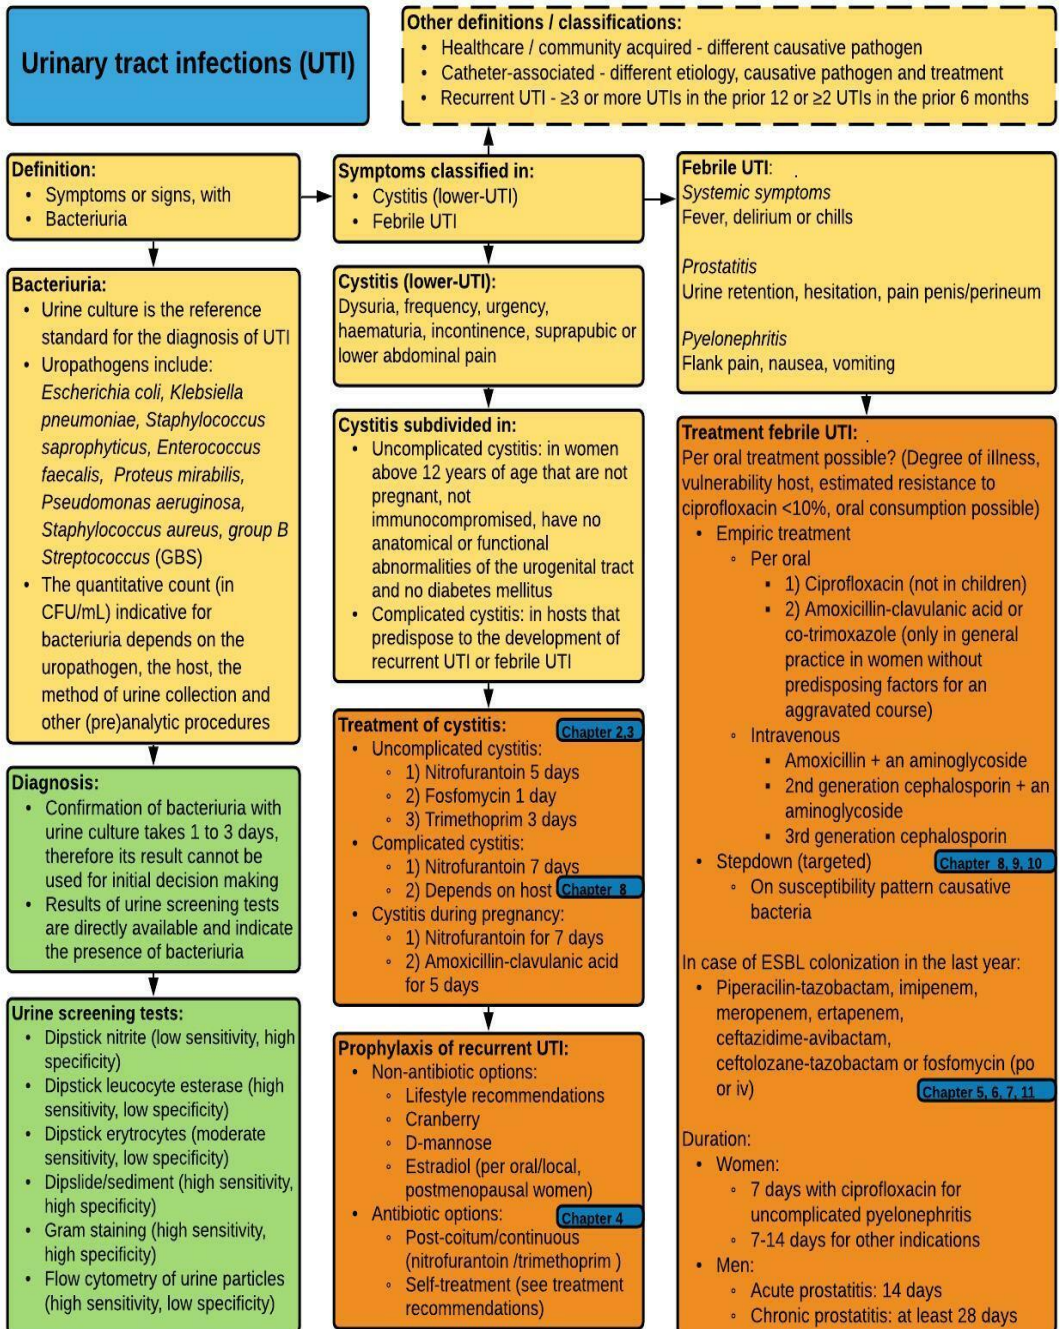 Urinary tract infections (UTI)
Other definitions / classifications:
• Healthcare / community acquired - different causative pathogen
• Catheter-associated - different etiology, causative pathogen and treatment
• Recurrent UTI - ≥3 or more UTIs in the prior 12 or ≥2 UTIs in the prior 6 months
Definition:
• Symptoms or signs, with
• Bacteriuria
Bacteriuria:
• Urine culture is the reference
standard for the diagnosis of UTI
• Uropathogens include:
Escherichia coli, Klebsiella
pneumoniae, Staphylococcus
saprophyticus, Enterococcus
faecalis, Proteus mirabilis,
Pseudomonas aeruginosa,
Staphylococcus aureus, group B
Streptococcus (GBS)
• The quantitative count (in
CFU/mL) indicative for
bacteriuria depends on the
uropathogen, the host, the
method of urine collection and
other (pre)analytic procedures
Diagnosis:
• Confirmation of bacteriuria with
urine culture takes 1 to 3 days,
therefore its result cannot be
used for initial decision making
• Results of urine screening tests
are directly available and indicate
the presence of bacteriuria
Urine screening tests:
• Dipstick nitrite (low sensitivity, high
specificity)
• Dipstick leucocyte esterase (high
sensitivity, low specificity)
• Dipstick erytrocytes (moderate
sensitivity, low specificity)
• Dipslide/sediment (high sensitivity,
high specificity)
• Gram staining (high sensitivity,
high specificity)
• Flow cytometry of urine particles
(high sensitivity, low specificity)
Symptoms classified in:
• Cystitis (lower-UTI)
• Febrile UTI
Cystitis (lower-UTI):
Dysuria, frequency, urgency,
haematuria, incontinence, suprapubic or
lower abdominal pain
Cystitis subdivided in:
• Uncomplicated cystitis: in women
above 12 years of age that are not
pregnant, not
immunocompromised, have no
anatomical or functional
abnormalities of the urogenital tract
and no diabetes mellitus
• Complicated cystitis: in hosts that
predispose to the development of
recurrent UTI or febrile UTI
Treatment of cystitis:
Chapter 2,3
• Uncomplicated cystitis:
◦ 1) Nitrofurantoin 5 days
◦ 2) Fosfomycin 1 day
◦ 3) Trimethoprim 3 days
• Complicated cystitis:
◦ 1) Nitrofurantoin 7 days
◦ 2) Depends on host Chapter 8
• Cystitis during pregnancy:
◦ 1) Nitrofurantoin for 7 days
◦ 2) Amoxicillin-clavulanic acid
for 5 days
Prophylaxis of recurrent UTI:
• Non-antibiotic options:
◦ Lifestyle recommendations
◦ Cranberry
◦ D-mannose
◦ Estradiol (per oral/local,
postmenopausal women)
• Antibiotic options: Chapter 4
◦ Post-coitum/continuous
(nitrofurantoin /trimethoprim )
◦ Self-treatment (see treatment
recommendations)
Febrile UTI:
Systemic symptoms
Fever, delirium or chills
Prostatitis
Urine retention, hesitation, pain penis/perineum
Pyelonephritis
Flank pain, nausea, vomiting
Treatment febrile UTI:
Per oral treatment possible? (Degree of illness,
vulnerability host, estimated resistance to
ciprofloxacin <10%, oral consumption possible)
• Empiric treatment
◦ Per oral
▪ 1) Ciprofloxacin (not in children)
▪ 2) Amoxicillin-clavulanic acid or
co-trimoxazole (only in general
practice in women without
predisposing factors for an
aggravated course)
◦ Intravenous
▪ Amoxicillin + an aminoglycoside
▪ 2nd generation cephalosporin + an
aminoglycoside
▪ 3rd generation cephalosporin
• Stepdown (targeted) Chapter 8, 9, 10
◦ On susceptibility pattern causative
bacteria
In case of ESBL colonization in the last year:
• Piperacilin-tazobactam, imipenem,
meropenem, ertapenem,
ceftazidime-avibactam,
ceftolozane-tazobactam or fosfomycin (po
or iv)
Chapter 5, 6, 7, 11
Duration:
• Women:
◦ 7 days with ciprofloxacin for
uncomplicated pyelonephritis
◦ 7-14 days for other indications
• Men:
◦ Acute prostatitis: 14 days
◦ Chronic prostatitis: at least 28 days